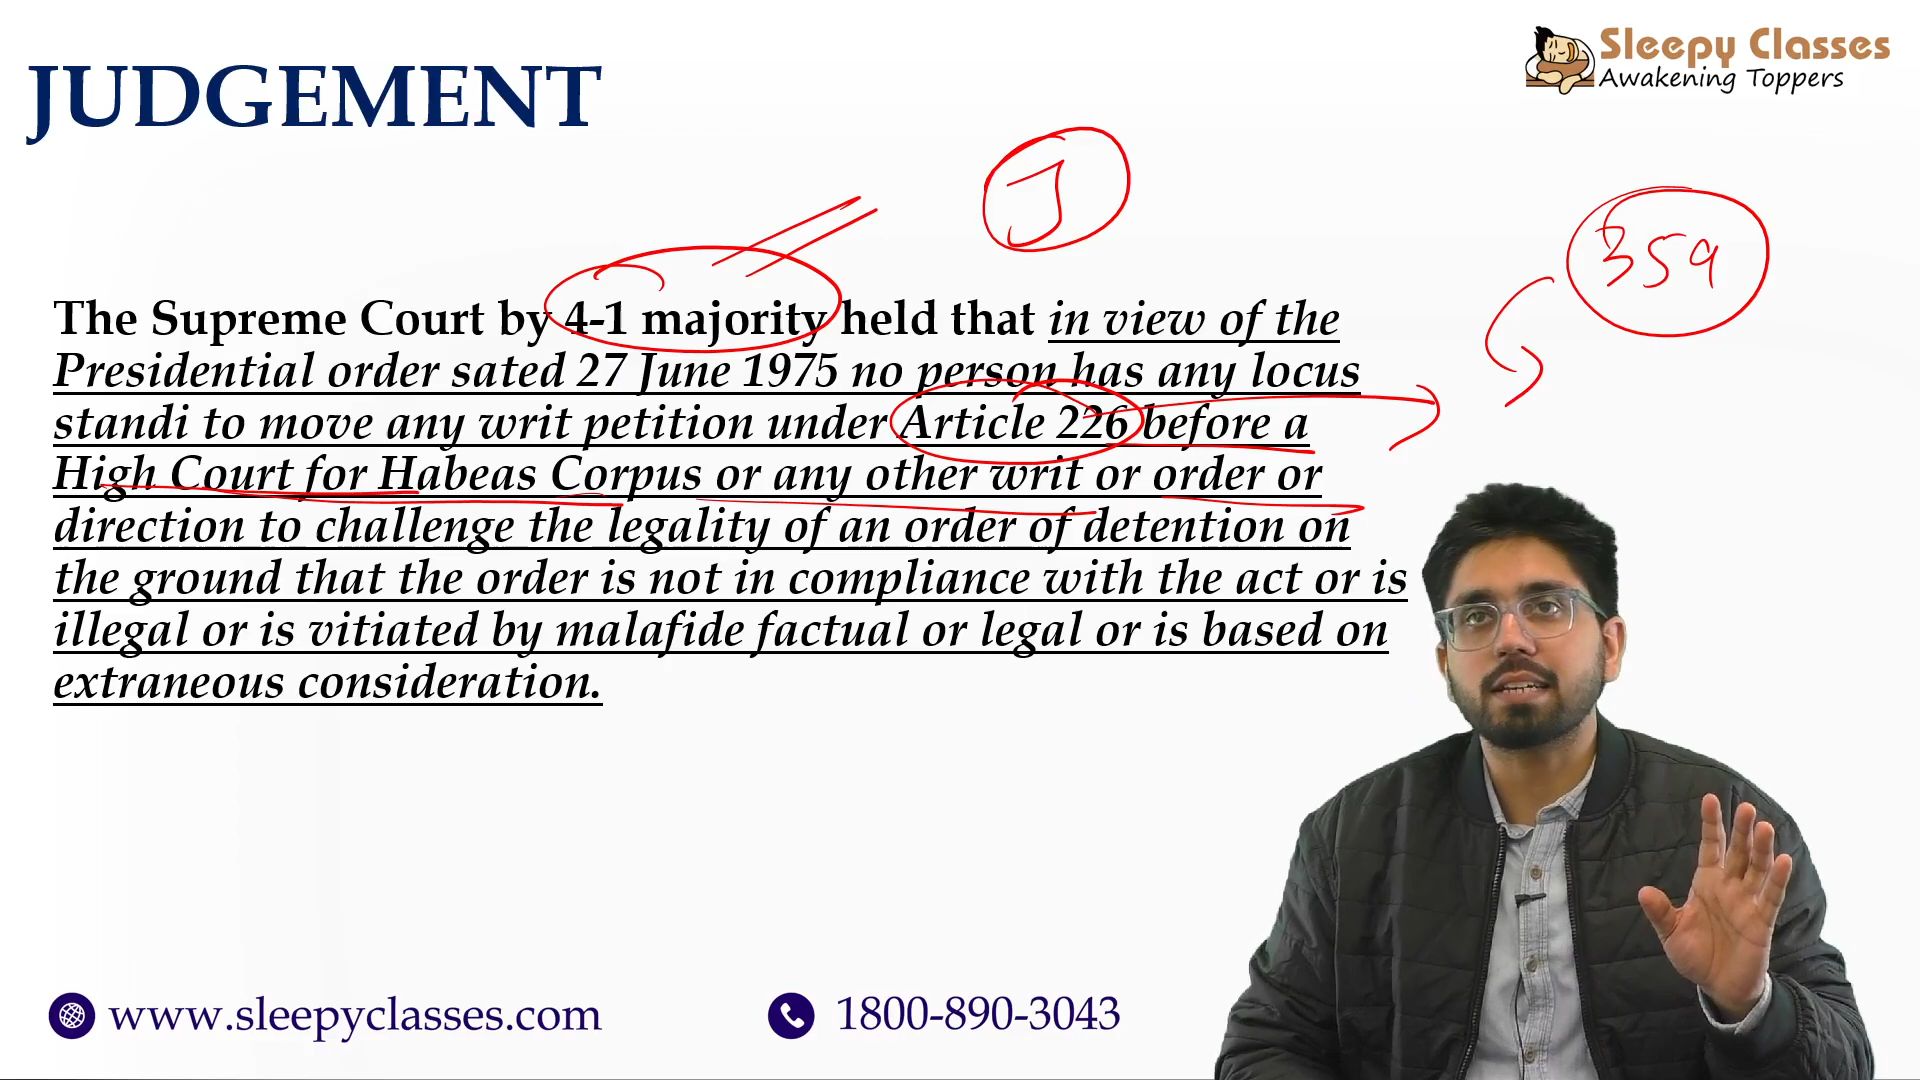 JUDGEMENT
Sleepy Classes
Awakening Toppers
J
359
The Supreme Court by 4-1 majority held that in view of the
Presidential order sated 27 June 1975 no person has any locus
standi to move any writ petition under Article 226 before a
High Court for Habeas Corpus or any other writ or order or
direction to challenge the legality of an order of detention on
the ground that the order is not in compliance with the act or is
illegal or is vitiated by malafide factual or legal or is based on
extraneous consideration.
www.sleepyclasses.com
1800-890-3043